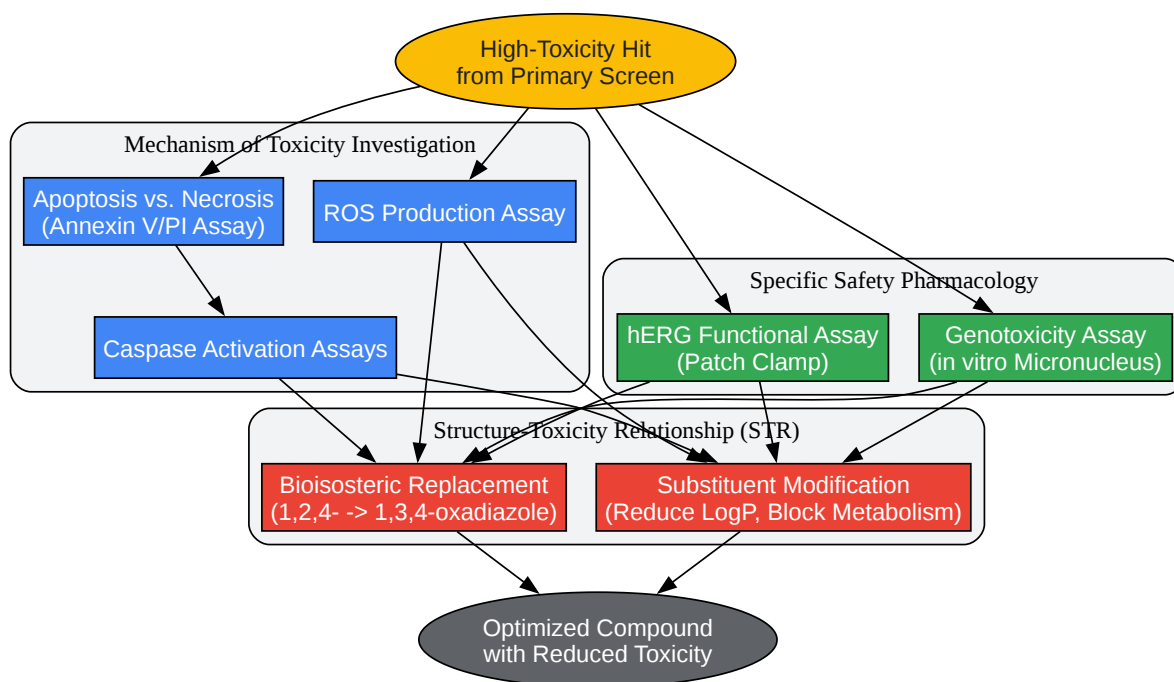 High-Toxicity Hit
from Primary Screen
Mechanism of Toxicity Investigation
Apoptosis vs. Necrosis
(Annexin V/PI Assay)
ROS Production Assay
Caspase Activation Assays
Specific Safety Pharmacology
hERG Functional Assay
(Patch Clamp)
Genotoxicity Assay
(in vitro Micronucleus)
Structure-Toxicity Relationship (STR)
Bioisosteric Replacement
(1,2,4- -> 1,3,4-oxadiazole)
Substituent Modification
(Reduce LogP, Block Metabolism)
Optimized Compound
with Reduced Toxicity